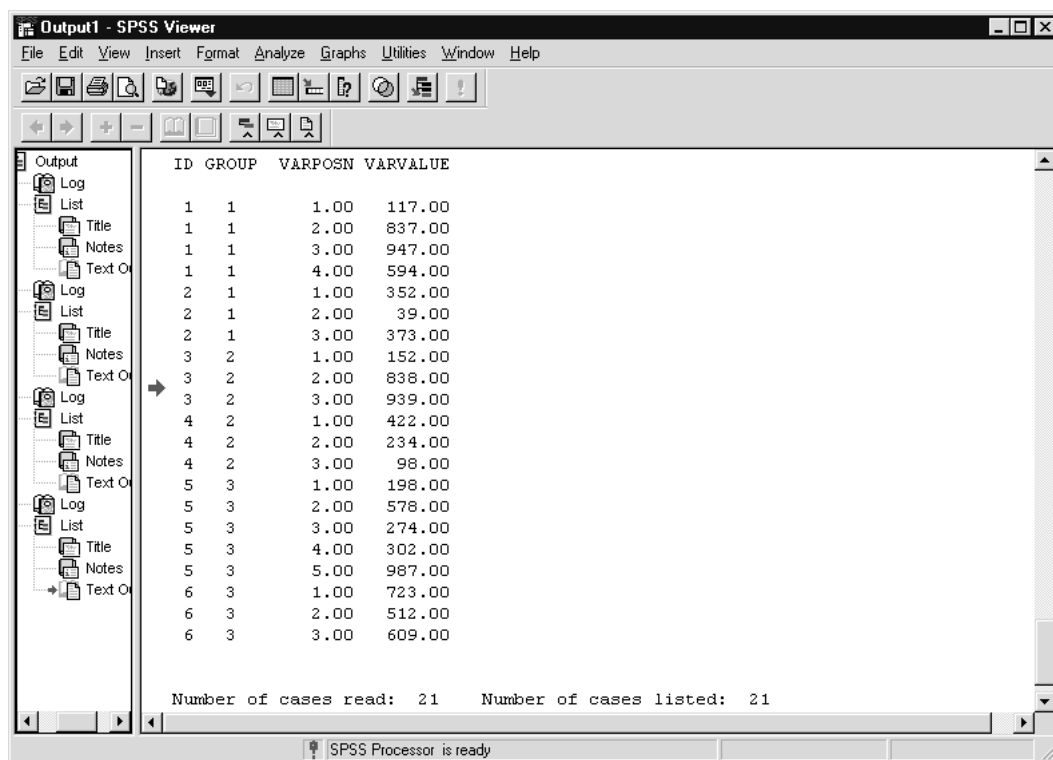 Output1 - SPSS Viewer
File Edit View Insert Format Analyze Graphs Utilities Window Help
Output
Log
List
Title
Notes
Text O
Log
List
Title
Notes
Text O
Log
List
Title
Notes
Text O
Log
List
Title
Notes
Text O
ID GROUP VARPOSN VARVALUE
1 1 1.00 117.00
1 1 2.00 837.00
1 1 3.00 947.00
1 1 4.00 594.00
2 1 1.00 352.00
2 1 2.00 39.00
2 1 3.00 373.00
3 2 1.00 152.00
3 2 2.00 838.00
3 2 3.00 939.00
4 2 1.00 422.00
4 2 2.00 234.00
4 2 3.00 98.00
5 3 1.00 198.00
5 3 2.00 578.00
5 3 3.00 274.00
5 3 4.00 302.00
5 3 5.00 987.00
6 3 1.00 723.00
6 3 2.00 512.00
6 3 3.00 609.00
Number of cases read: 21 Number of cases listed: 21
SPSS Processor is ready